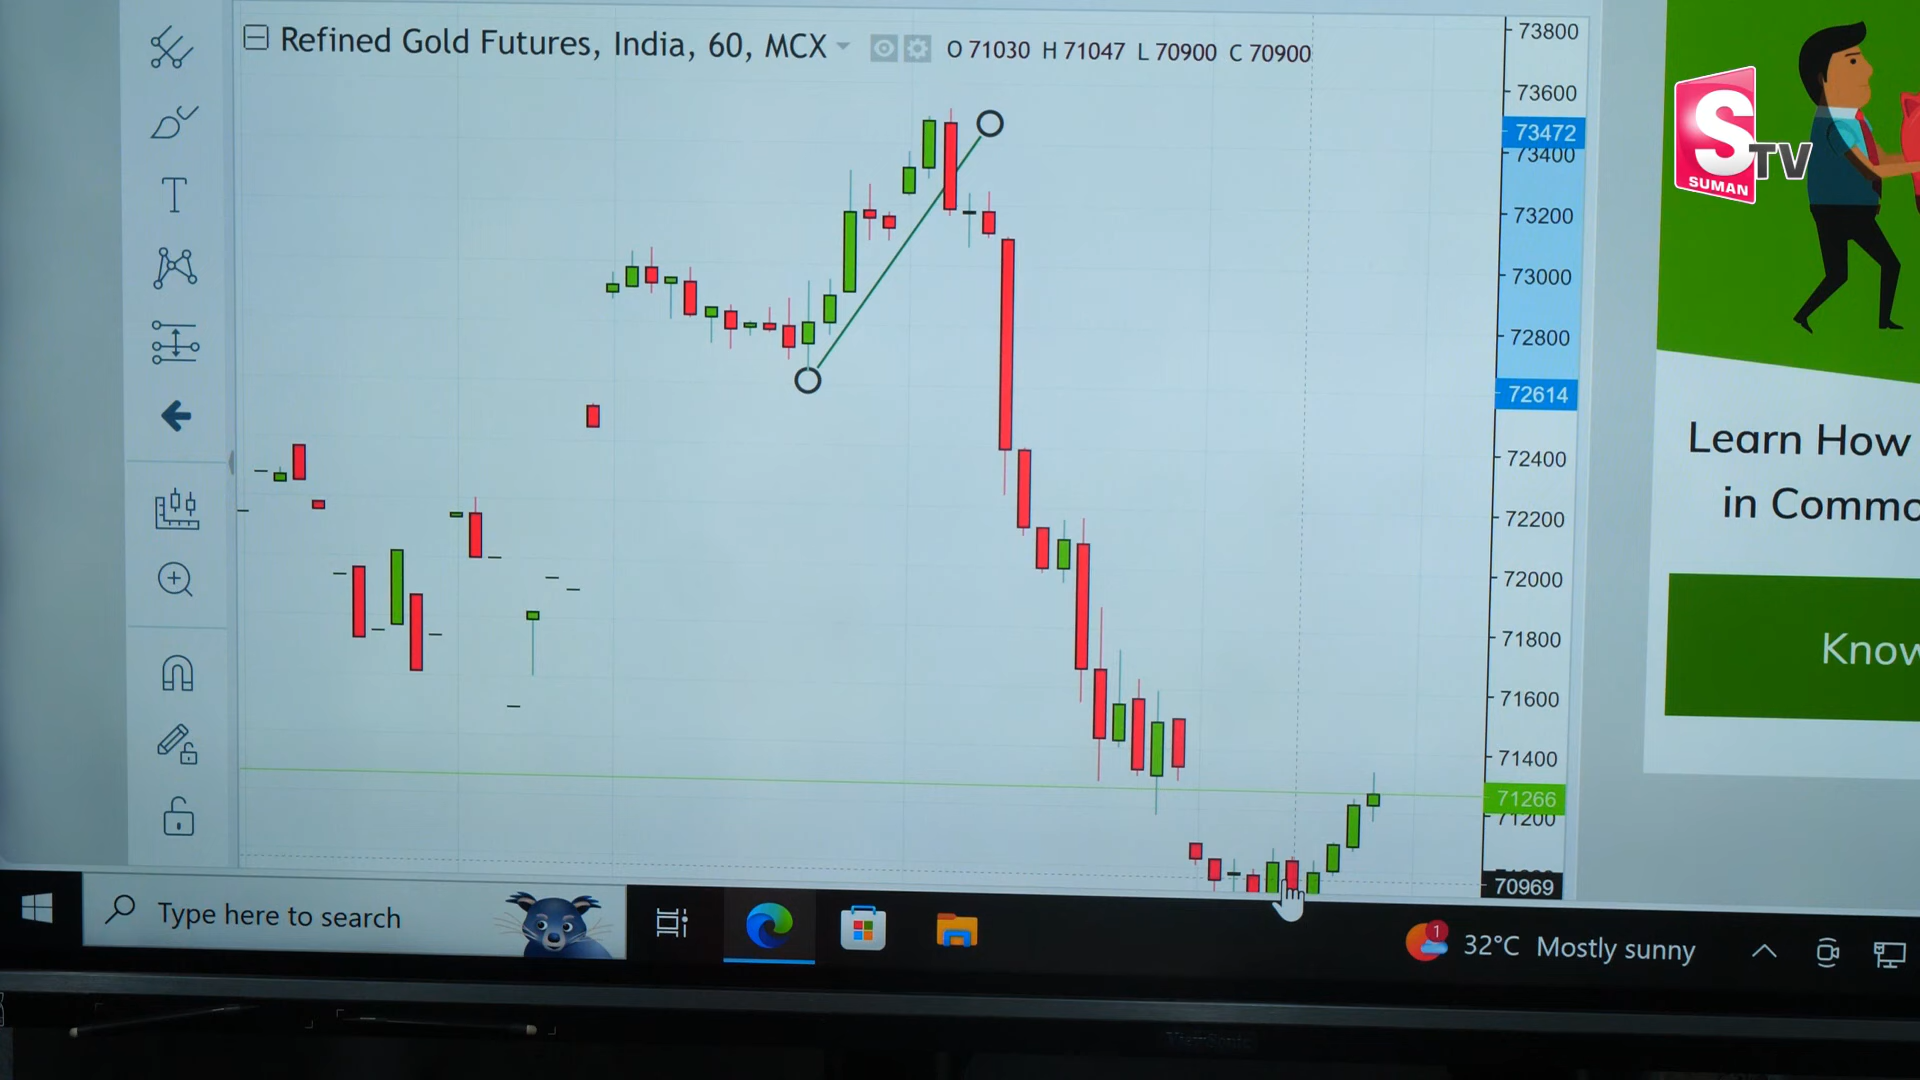 Refined Gold Futures, India, 60, MCX O 71030 H 71047 L 70900 C 70900
73800
73600
73472
73400
73200
73000
72800
72614
72400
72200
72000
71800
71600
71400
71266
71200
70969
S TV
SUMAN
Learn How
in Commo
Know
T
Type here to search
1
32°C Mostly sunny
ViewSonic